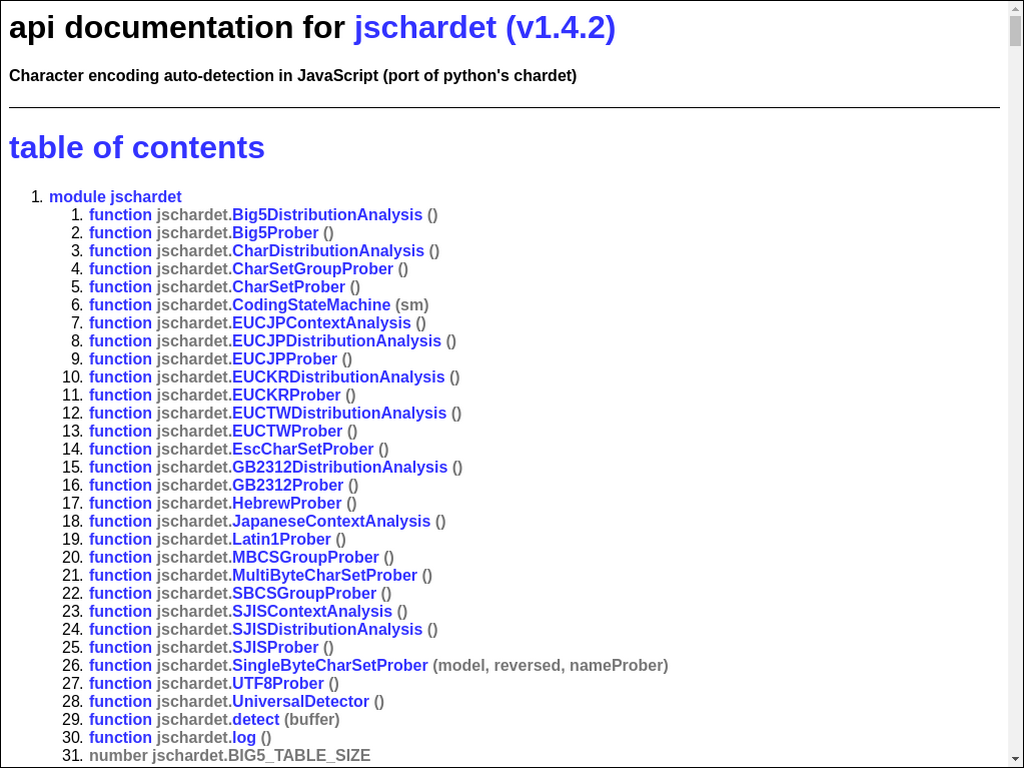 api documentation for jschardet (v1.4.2)
Character encoding auto-detection in JavaScript (port of python's chardet)
table of contents
1. module jschardet
1. function jschardet.Big5DistributionAnalysis ()
2. function jschardet.Big5Prober ()
3. function jschardet.CharDistributionAnalysis ()
4. function jschardet.CharSetGroupProber ()
5. function jschardet.CharSetProber ()
6. function jschardet.CodingStateMachine (sm)
7. function jschardet.EUCJPContextAnalysis ()
8. function jschardet.EUCJPDistributionAnalysis ()
9. function jschardet.EUCJPProber ()
10. function jschardet.EUCKRDistributionAnalysis ()
11. function jschardet.EUCKRProber ()
12. function jschardet.EUCTWDistributionAnalysis ()
13. function jschardet.EUCTWProber ()
14. function jschardet.EscCharSetProber ()
15. function jschardet.GB2312DistributionAnalysis ()
16. function jschardet.GB2312Prober ()
17. function jschardet.HebrewProber ()
18. function jschardet.JapaneseContextAnalysis ()
19. function jschardet.Latin1Prober ()
20. function jschardet.MBCSGroupProber ()
21. function jschardet.MultiByteCharSetProber ()
22. function jschardet.SBCSGroupProber ()
23. function jschardet.SJISContextAnalysis ()
24. function jschardet.SJISDistributionAnalysis ()
25. function jschardet.SJISProber ()
26. function jschardet.SingleByteCharSetProber (model, reversed, nameProber)
27. function jschardet.UTF8Prober ()
28. function jschardet.UniversalDetector ()
29. function jschardet.detect (buffer)
30. function jschardet.log ()
31. number jschardet.BIG5_TABLE_SIZE